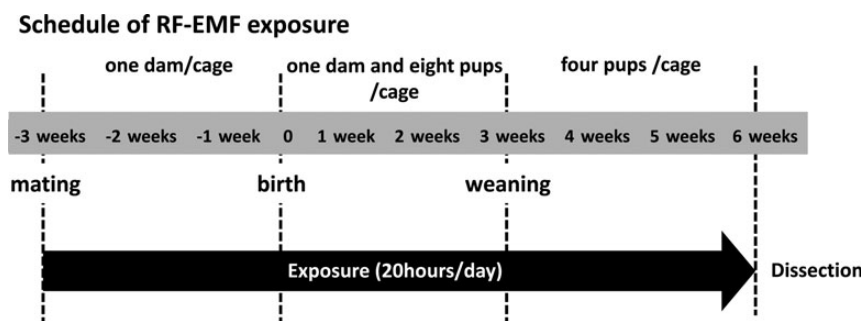 Schedule of RF-EMF exposure
one dam/cage
one dam and eight pups
/cage
four pups /cage
-3 weeks -2 weeks -1 week 0 1 week 2 weeks 3 weeks 4 weeks 5 weeks 6 weeks
mating birth weaning
Exposure (20hours/day)
Dissection